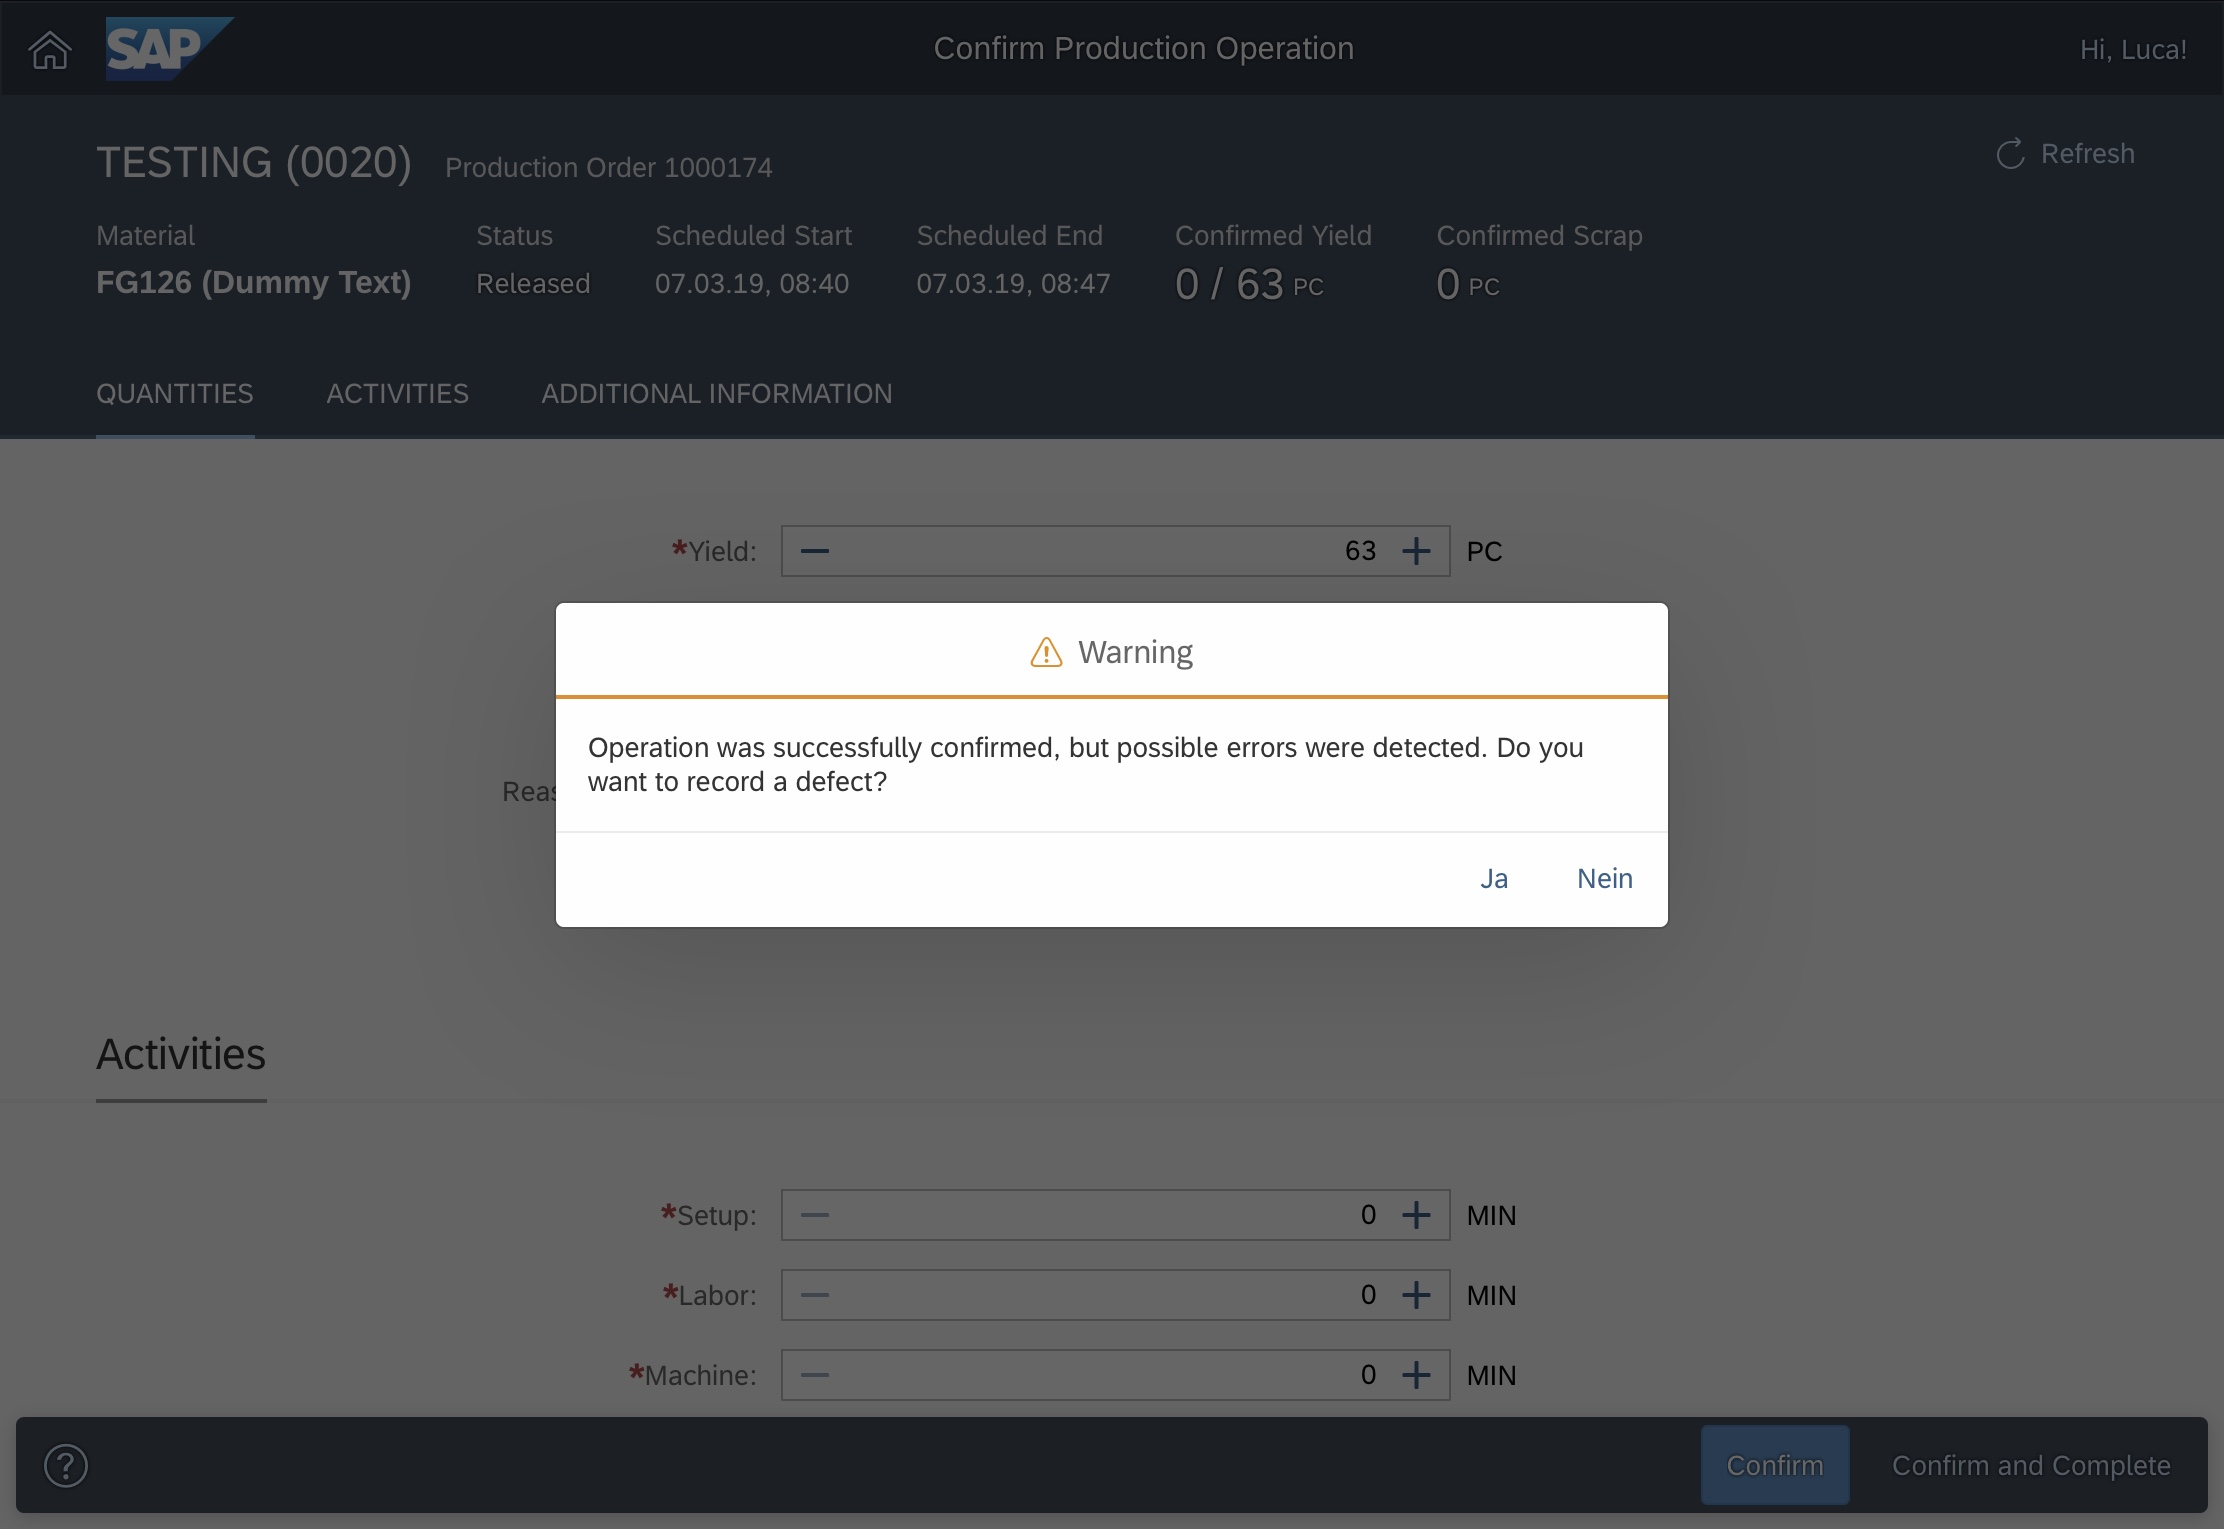 SAP
Confirm Production Operation
Hi, Luca!
TESTING (0020)
Production Order 1000174
Refresh
Material
Status
Scheduled Start
Scheduled End
Confirmed Yield
Confirmed Scrap
FG126 (Dummy Text)
Released
07.03.19, 08:40
07.03.19, 08:47
0 / 63 PC
0 PC
QUANTITIES
ACTIVITIES
ADDITIONAL INFORMATION
*Yield:
63
PC
Warning
Operation was successfully confirmed, but possible errors were detected. Do you
want to record a defect?
Ja
Nein
Activities
*Setup:
0
MIN
*Labor:
0
MIN
*Machine:
0
MIN
Confirm
Confirm and Complete